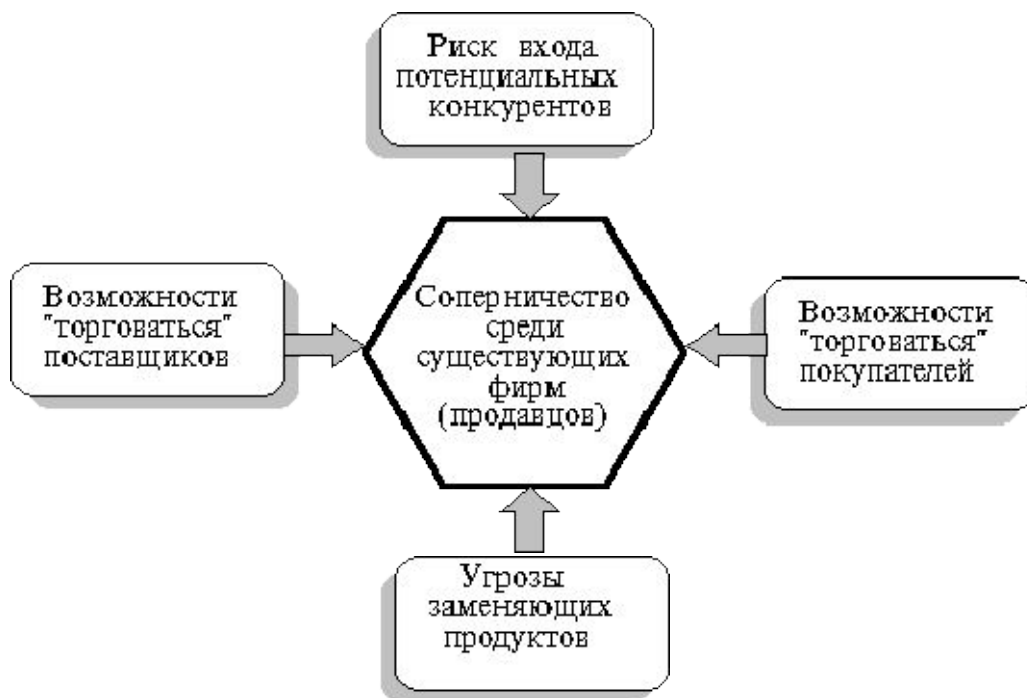 Риск входа
потенциальных
конкурентов
Возможности
"торговаться"
поставщиков
Соперничество
среди
существующих
фирм
(продавцов)
Возможности
"торговаться"
покупателей
Угрозы
заменяющих
продуктов